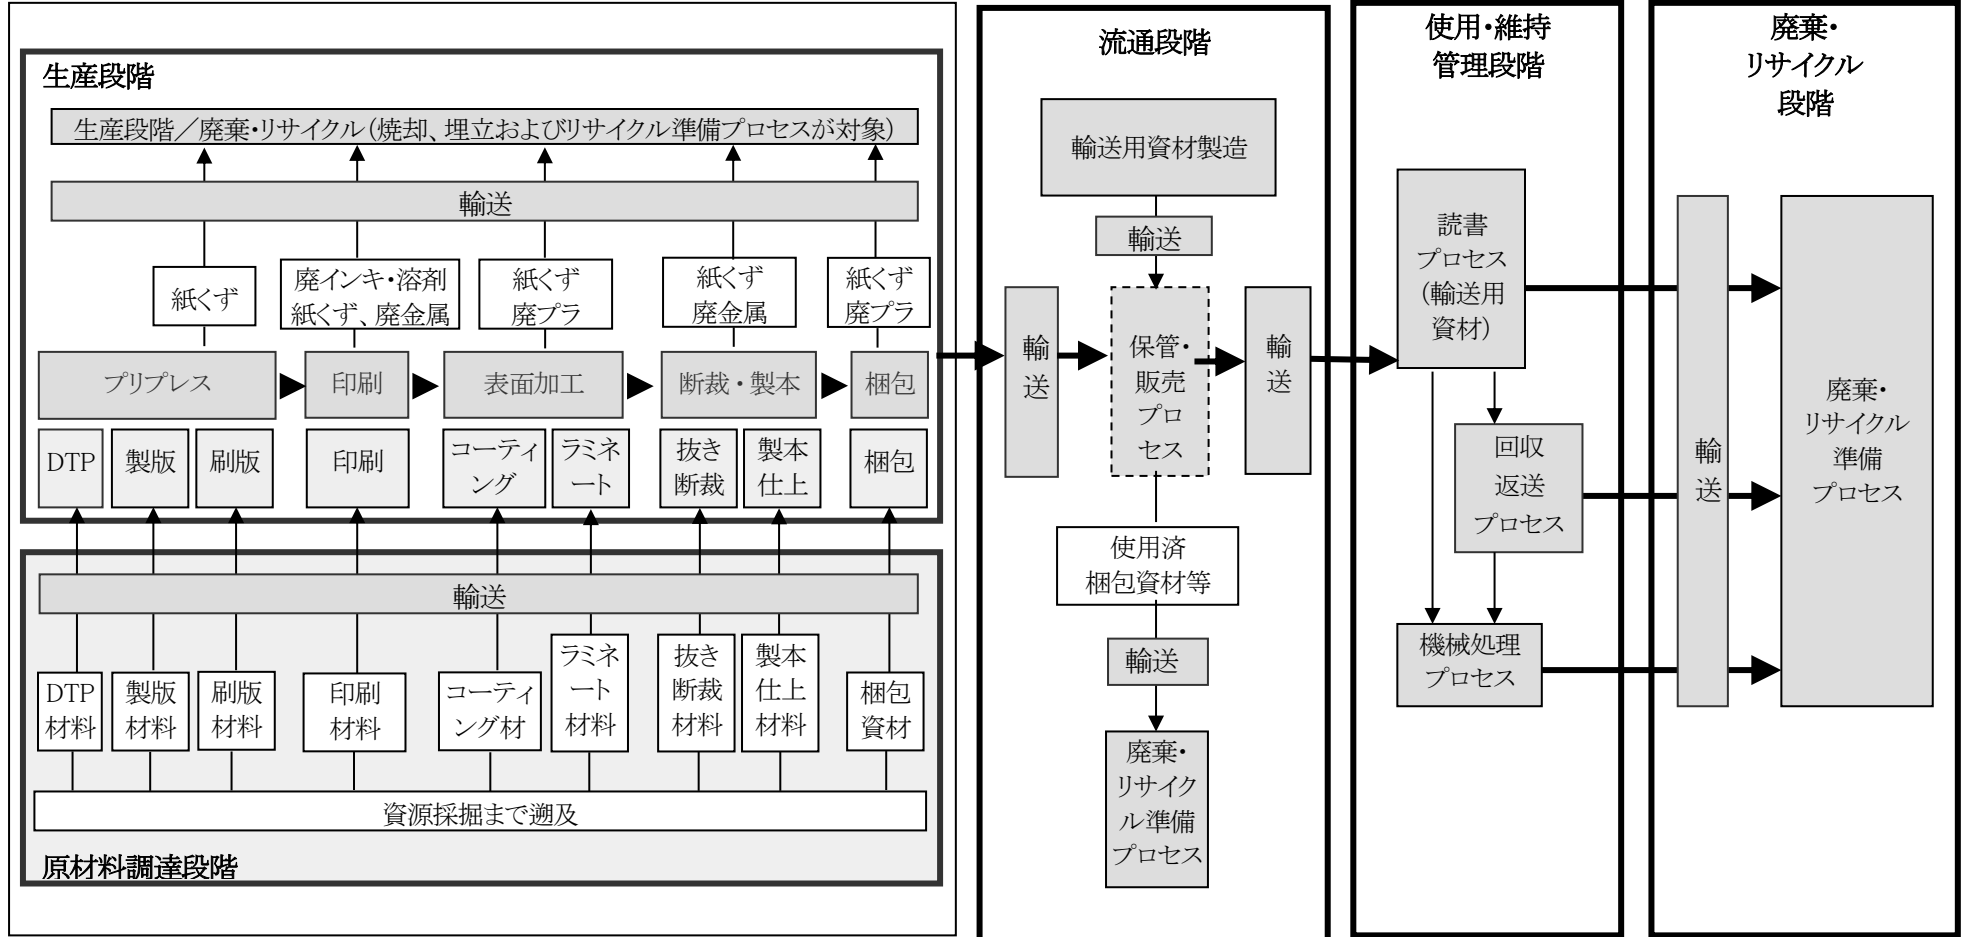 生産段階
生産段階／廃棄・リサイクル（焼却、埋立およびリサイクル準備プロセスが対象）
輸送
紙くず
廃インキ・溶剤
紙くず、廃金属
紙くず
廃プラ
紙くず
廃金属
紙くず
廃プラ
プリプレス
印刷
表面加工
断裁・製本
梱包
DTP
製版
刷版
印刷
コーティ
ング
ラミネ
ート
抜き
断裁
製本
仕上
梱包
輸送
DTP
材料
製版
材料
刷版
材料
印刷
材料
コーティ
ング材
ラミネ
ート
材料
抜き
断裁
材料
製本
仕上
材料
梱包
資材
資源採掘まで遡及
原材料調達段階
流通段階
輸送用資材製造
輸送
輸
送
保管・
販売
プロ
セス
輸
送
使用済
梱包資材等
輸送
廃棄・
リサイク
ル準備
プロセス
使用・維持
管理段階
読書
プロセス
（輸送用
資材）
回収
返送
プロセス
機械処理
プロセス
廃棄・
リサイクル
段階
輸
送
廃棄・
リサイクル
準備
プロセス